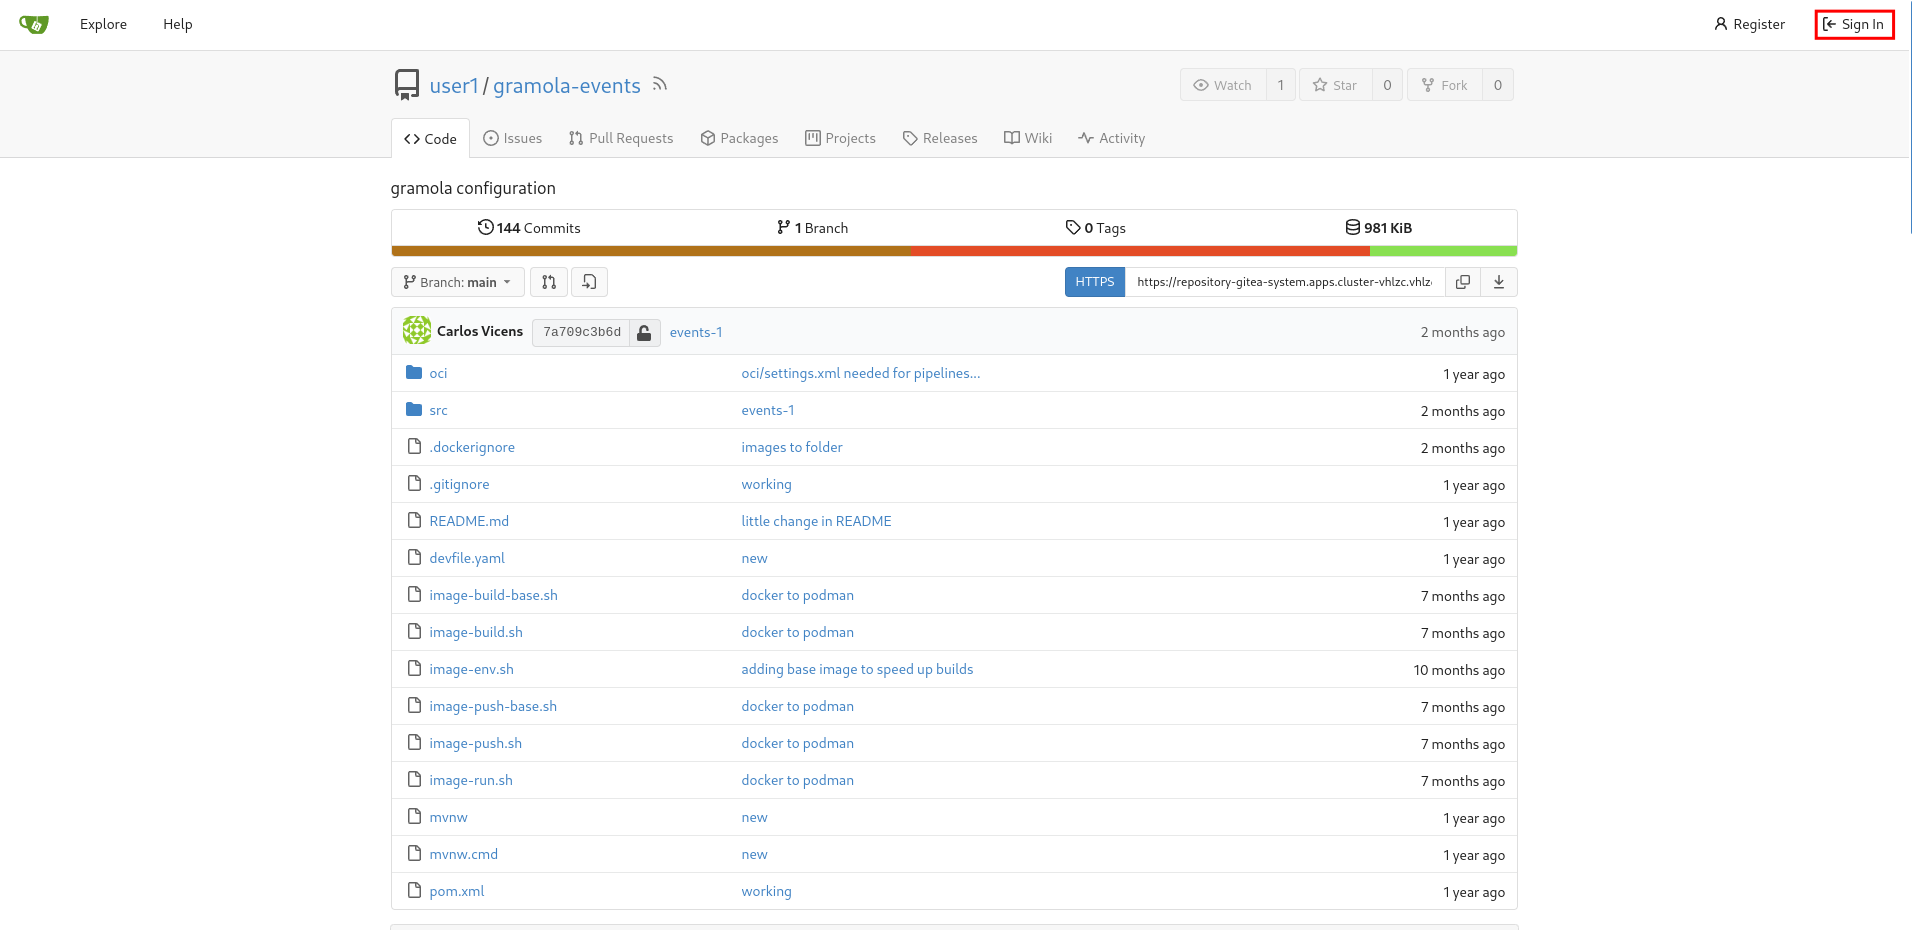 Explore Help Register Sign In
user1 / gramola-events Watch 1 Star 0 Fork 0
Code Issues Pull Requests Packages Projects Releases Wiki Activity
gramola configuration
144 Commits 1 Branch 0 Tags 981 KiB
Branch: main HTTPS https://repository-gitea-system.apps.cluster-vhlzc.vhlz
Carlos Vicens 7a709c3b6d events-1 2 months ago
oci oci/settings.xml needed for pipelines... 1 year ago
src events-1 2 months ago
.dockerignore images to folder 2 months ago
.gitignore working 1 year ago
README.md little change in README 1 year ago
devfile.yaml new 1 year ago
image-build-base.sh docker to podman 7 months ago
image-build.sh docker to podman 7 months ago
image-env.sh adding base image to speed up builds 10 months ago
image-push-base.sh docker to podman 7 months ago
image-push.sh docker to podman 7 months ago
image-run.sh docker to podman 7 months ago
mvnw new 1 year ago
mvnw.cmd new 1 year ago
pom.xml working 1 year ago